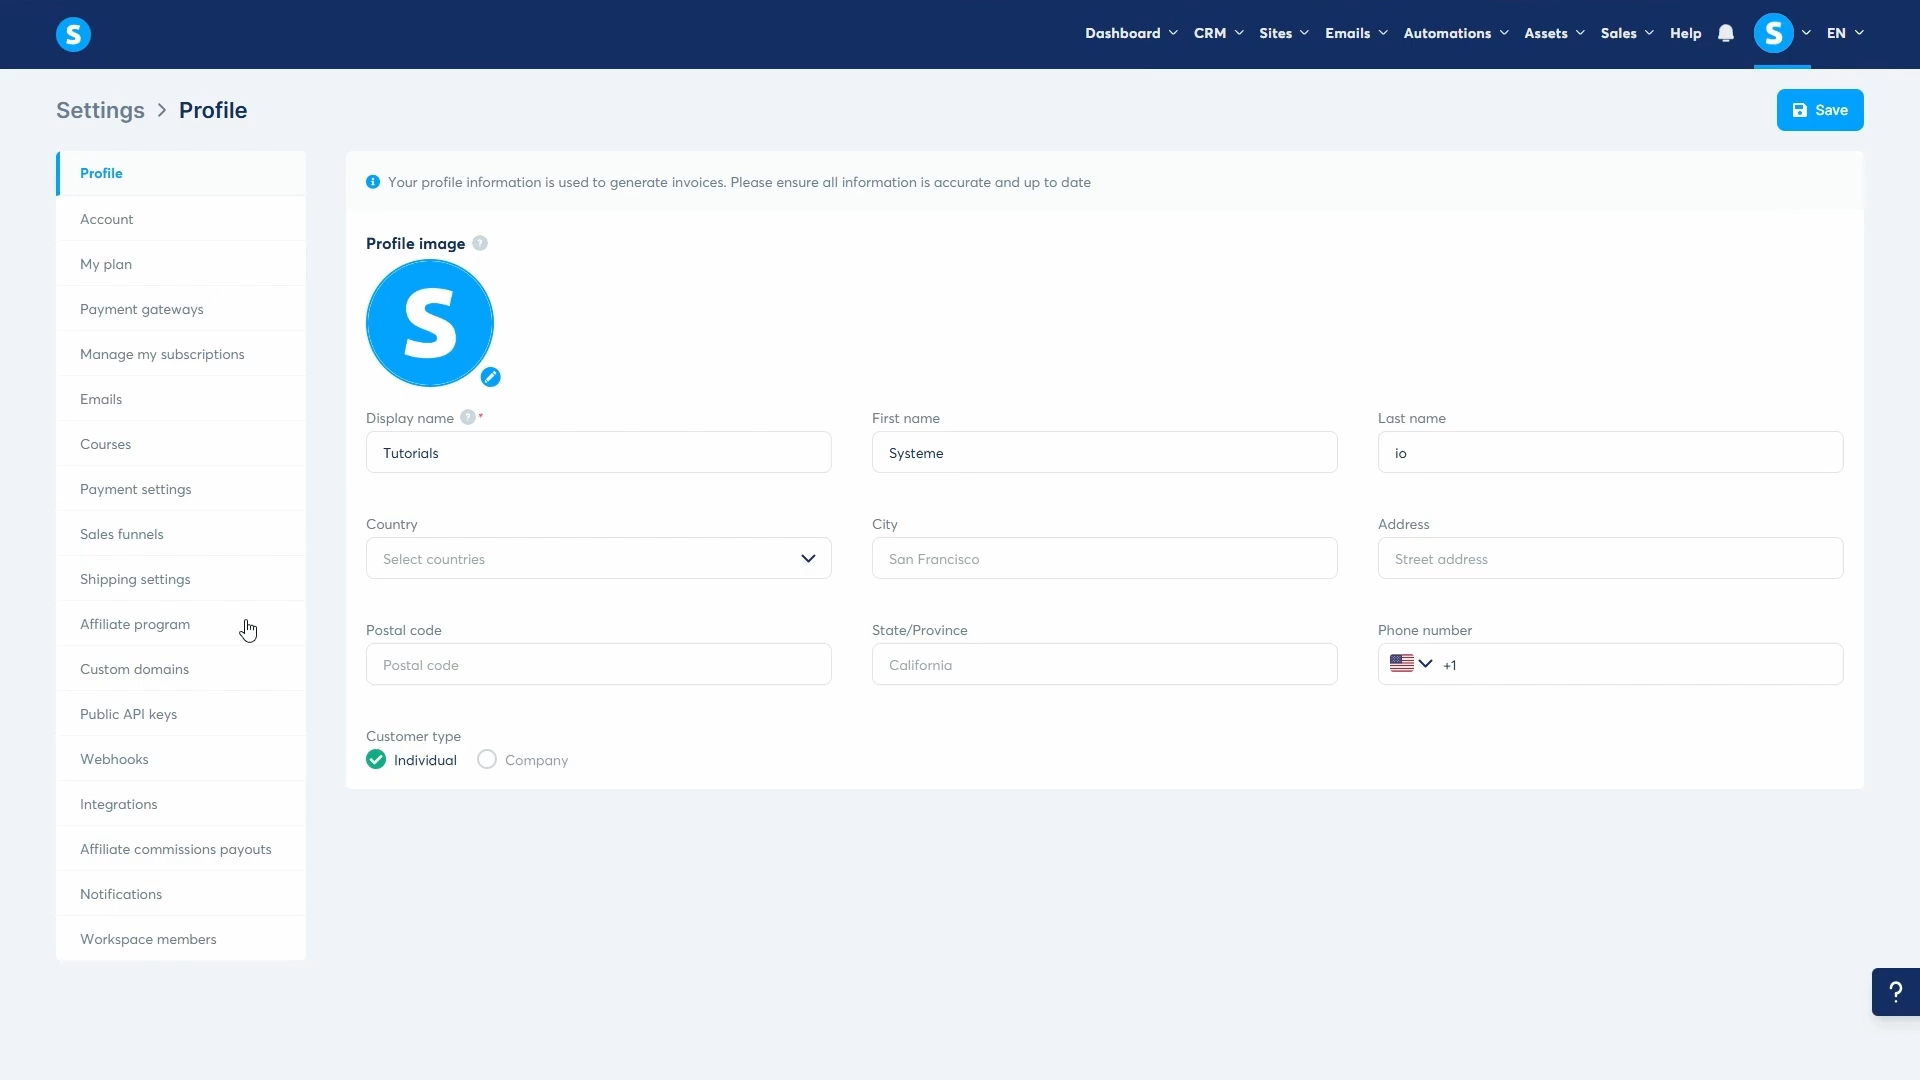 S
Dashboard CRM Sites Emails Automations Assets Sales Help S EN
Settings > Profile
Save
Profile
Account
My plan
Payment gateways
Manage my subscriptions
Emails
Courses
Payment settings
Sales funnels
Shipping settings
Affiliate program
Custom domains
Public API keys
Webhooks
Integrations
Affiliate commissions payouts
Notifications
Workspace members
Your profile information is used to generate invoices. Please ensure all information is accurate and up to date
Profile image ?
S
Display name ? * First name Last name
Tutorials Systeme io
Country City Address
Select countries San Francisco Street address
Postal code State/Province Phone number
Postal code California +1
Customer type
Individual Company
?